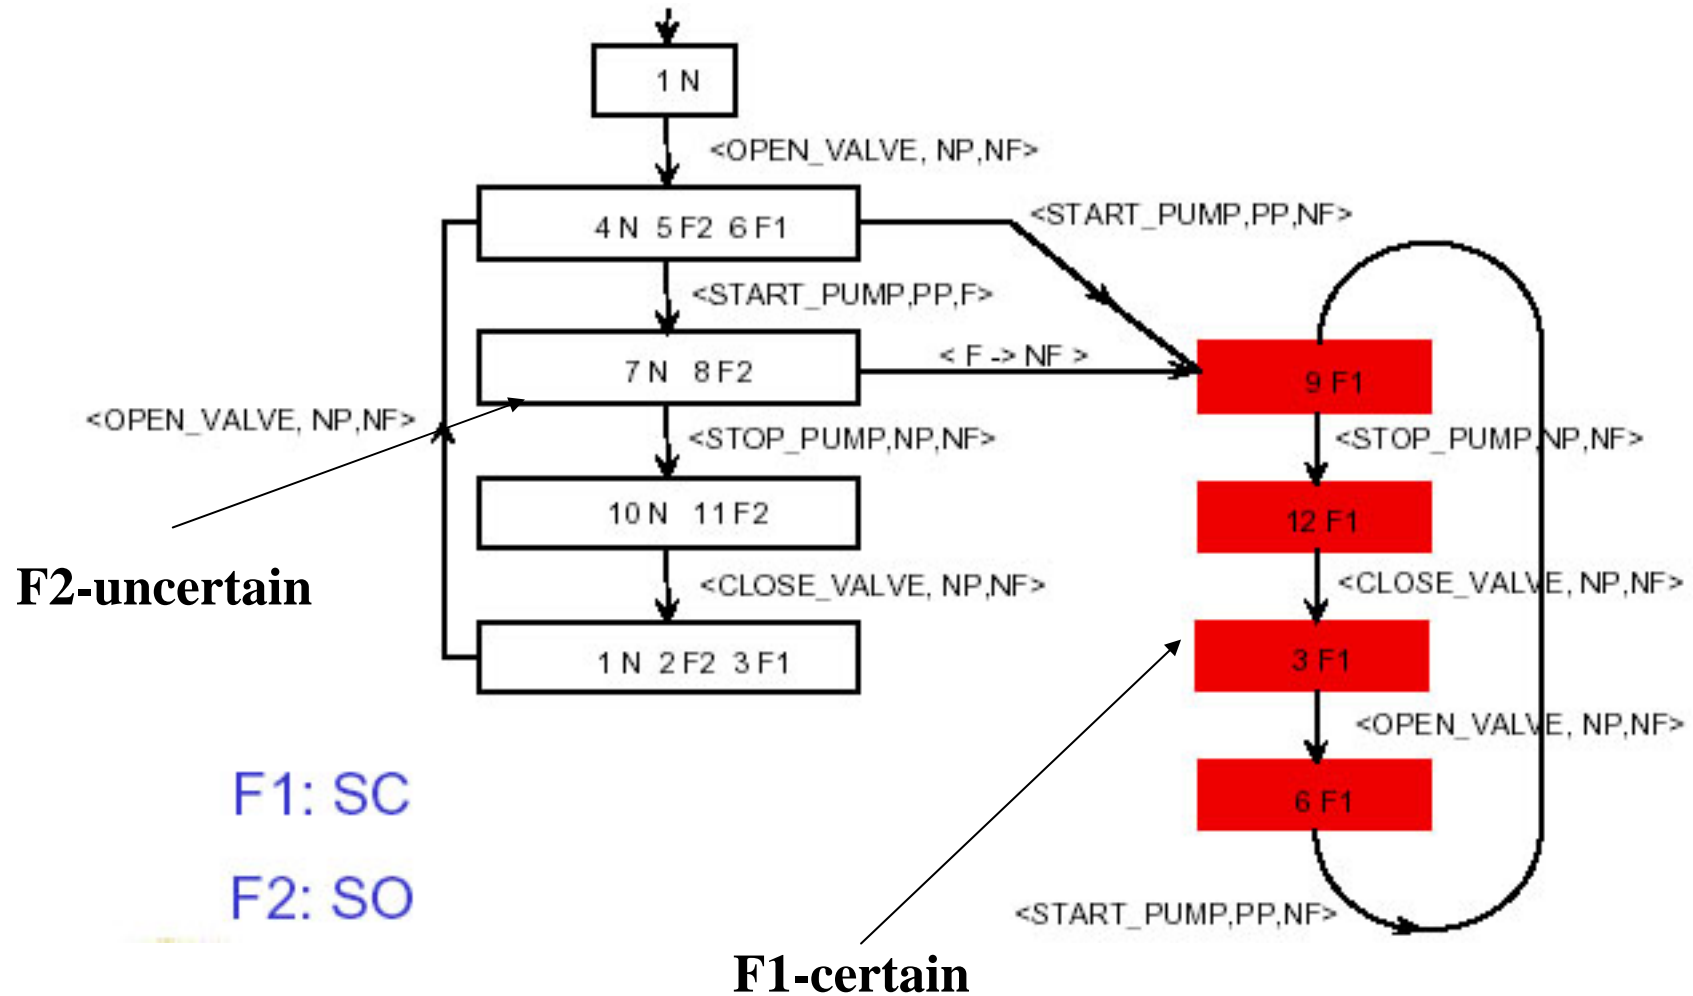 1 N
<OPEN_VALVE, NP,NF>
4 N 5 F2 6 F1
<START_PUMP,PP,NF>
<START_PUMP,PP,F>
7 N 8 F2
< F -> NF >
9 F1
<OPEN_VALVE, NP,NF>
<STOP_PUMP,NP,NF>
<STOP_PUMP,NP,NF>
10 N 11 F2
12 F1
F2-uncertain
<CLOSE_VALVE, NP,NF>
<CLOSE_VALVE, NP,NF>
1 N 2 F2 3 F1
3 F1
<OPEN_VALVE, NP,NF>
F1: SC
6 F1
F2: SO
<START_PUMP,PP,NF>
F1-certain